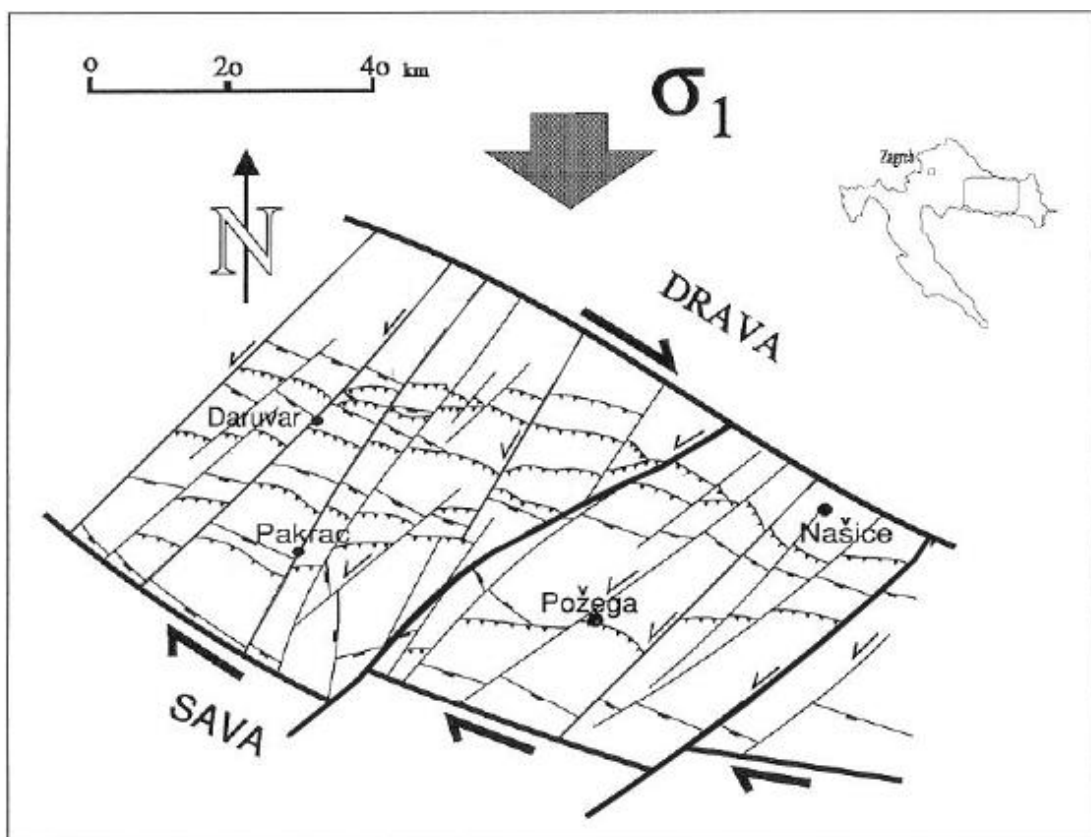 0 20 40 km
σ1
Zagreb
N
DRAVA
Daruvar
Našice
Pakrac
Požega
SAVA